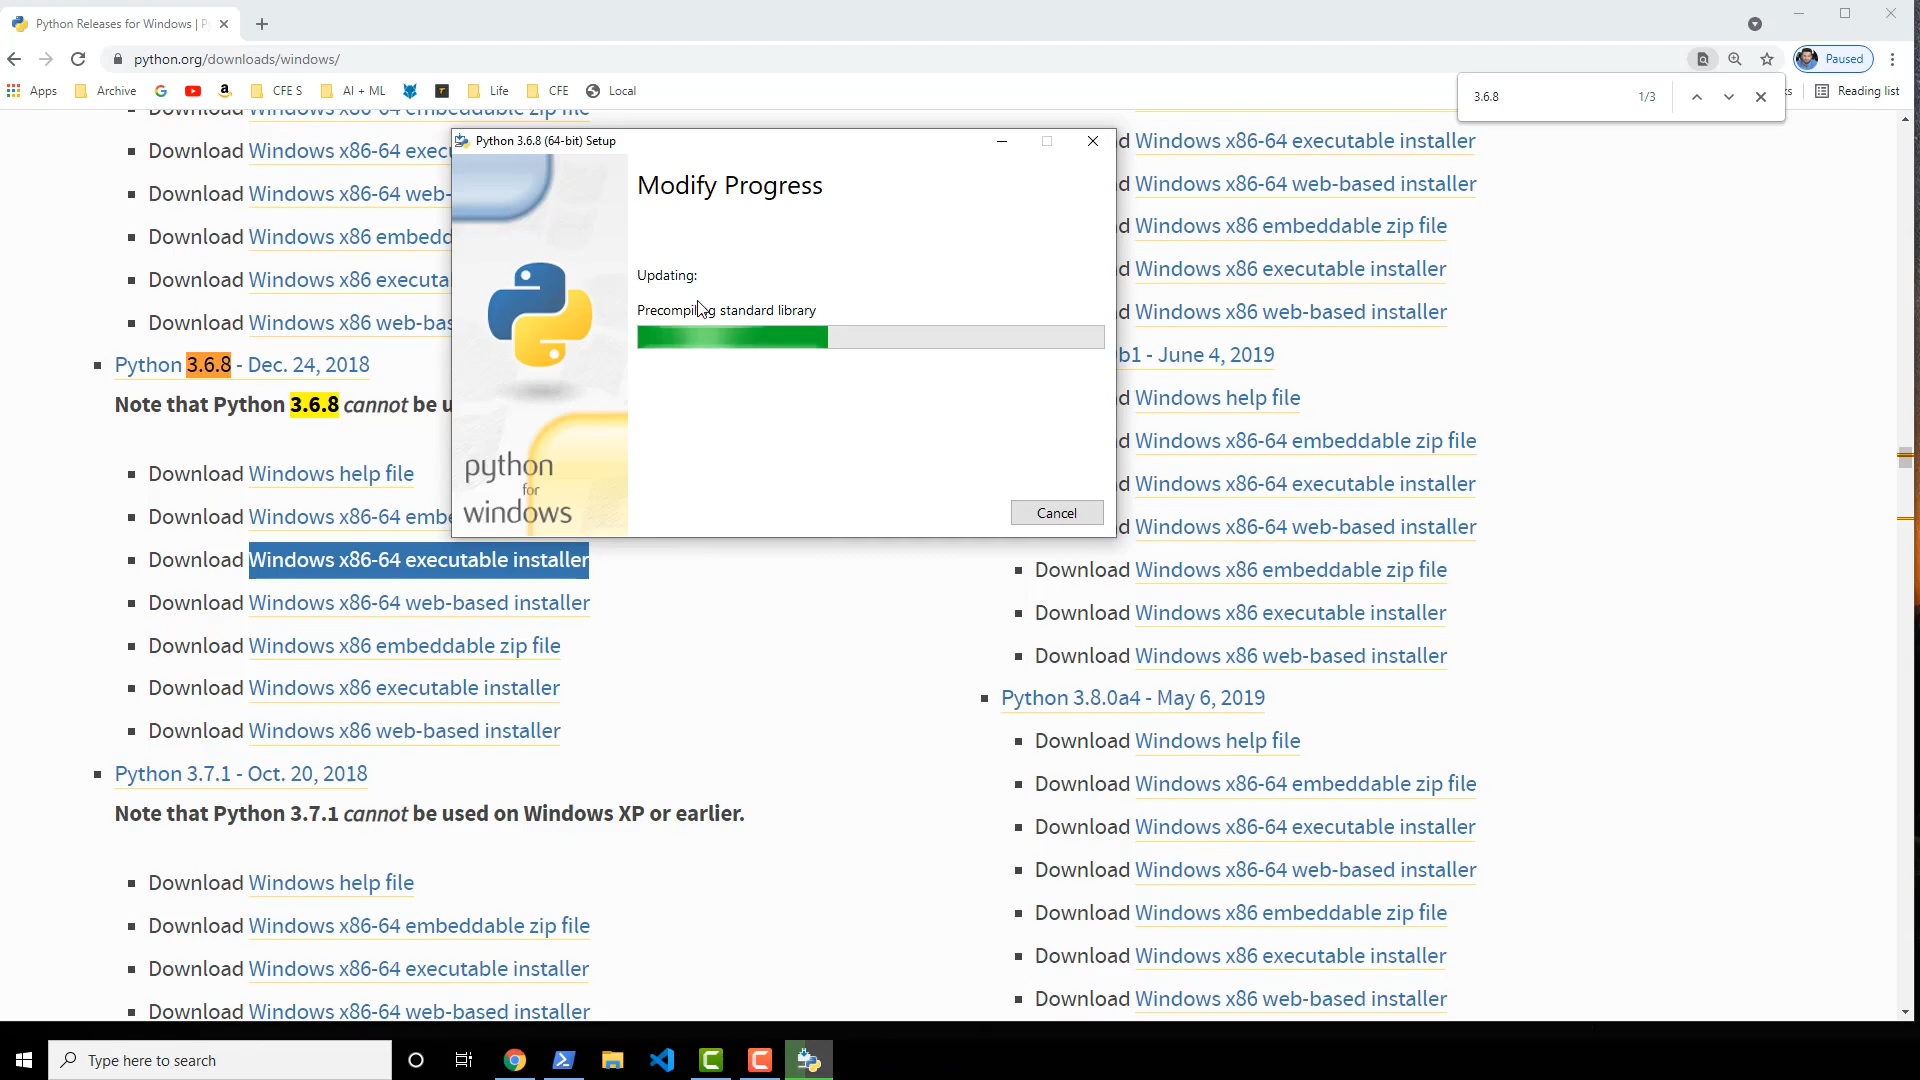 Python Releases for Windows | P
python.org/downloads/windows/
Paused
Apps
Archive
CFE S
AI + ML
Life
CFE
Local
Reading list
3.6.8
1/3
Download Windows x86-64 embeddable zip file
Download Windows x86-64 exec
Download Windows x86-64 web-
Download Windows x86 embedd
Download Windows x86 executa
Download Windows x86 web-bas
Python 3.6.8 - Dec. 24, 2018
Note that Python 3.6.8 cannot be u
Download Windows help file
Download Windows x86-64 embe
Download Windows x86-64 executable installer
Download Windows x86-64 web-based installer
Download Windows x86 embeddable zip file
Download Windows x86 executable installer
Download Windows x86 web-based installer
Python 3.7.1 - Oct. 20, 2018
Note that Python 3.7.1 cannot be used on Windows XP or earlier.
Download Windows help file
Download Windows x86-64 embeddable zip file
Download Windows x86-64 executable installer
Download Windows x86-64 web-based installer
Python 3.6.8 (64-bit) Setup
Modify Progress
Updating:
Precompiling standard library
Cancel
python
for
windows
d Windows x86-64 executable installer
d Windows x86-64 web-based installer
d Windows x86 embeddable zip file
d Windows x86 executable installer
d Windows x86 web-based installer
b1 - June 4, 2019
d Windows help file
d Windows x86-64 embeddable zip file
d Windows x86-64 executable installer
d Windows x86-64 web-based installer
Download Windows x86 embeddable zip file
Download Windows x86 executable installer
Download Windows x86 web-based installer
Python 3.8.0a4 - May 6, 2019
Download Windows help file
Download Windows x86-64 embeddable zip file
Download Windows x86-64 executable installer
Download Windows x86-64 web-based installer
Download Windows x86 embeddable zip file
Download Windows x86 executable installer
Download Windows x86 web-based installer
Type here to search